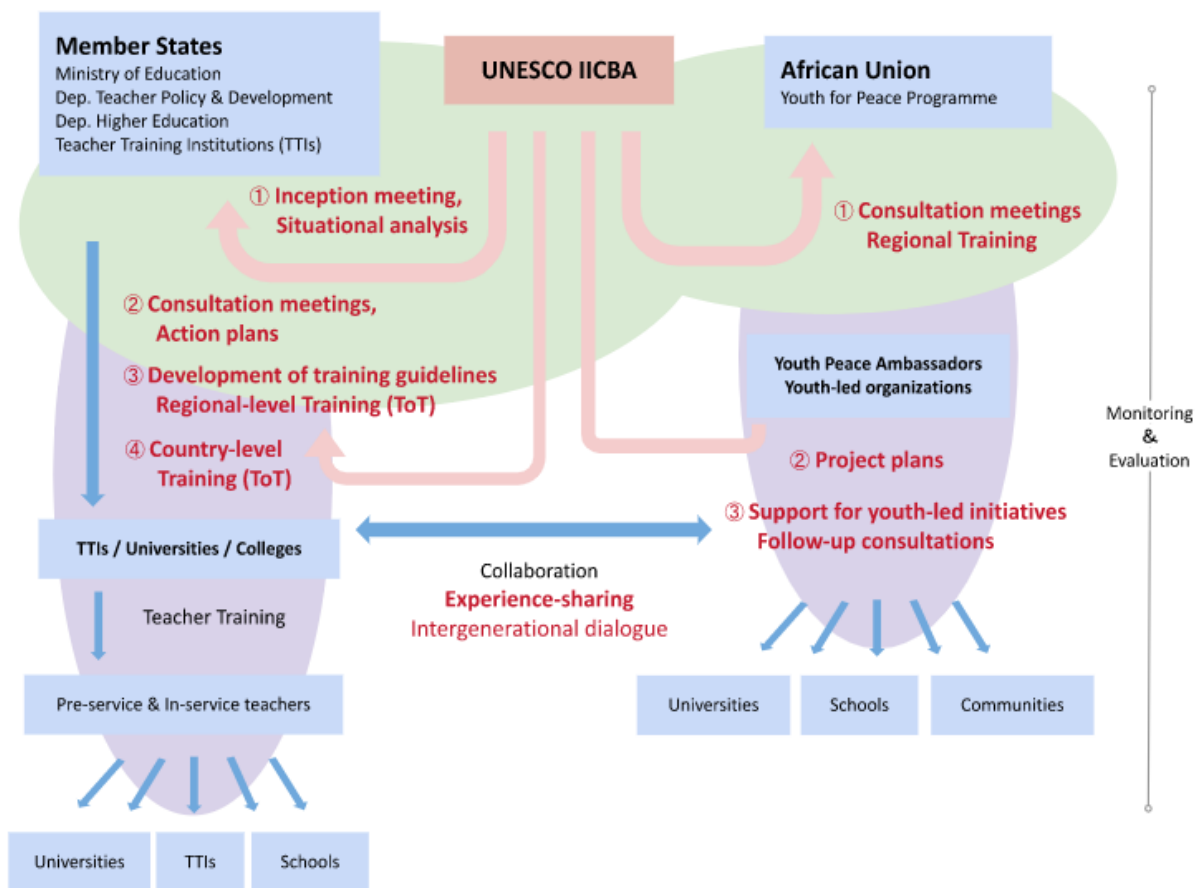 Member States
Ministry of Education
Dep. Teacher Policy & Development
Dep. Higher Education
Teacher Training Institutions (TTIs)
UNESCO IICBA
African Union
Youth for Peace Programme
① Inception meeting,
Situational analysis
① Consultation meetings
Regional Training
② Consultation meetings,
Action plans
③ Development of training guidelines
Regional-level Training (ToT)
④ Country-level
Training (ToT)
Youth Peace Ambassadors
Youth-led organizations
② Project plans
③ Support for youth-led initiatives
Follow-up consultations
Monitoring
&
Evaluation
TTIs / Universities / Colleges
Collaboration
Experience-sharing
Intergenerational dialogue
Teacher Training
Pre-service & In-service teachers
Universities
Schools
Communities
Universities
TTIs
Schools